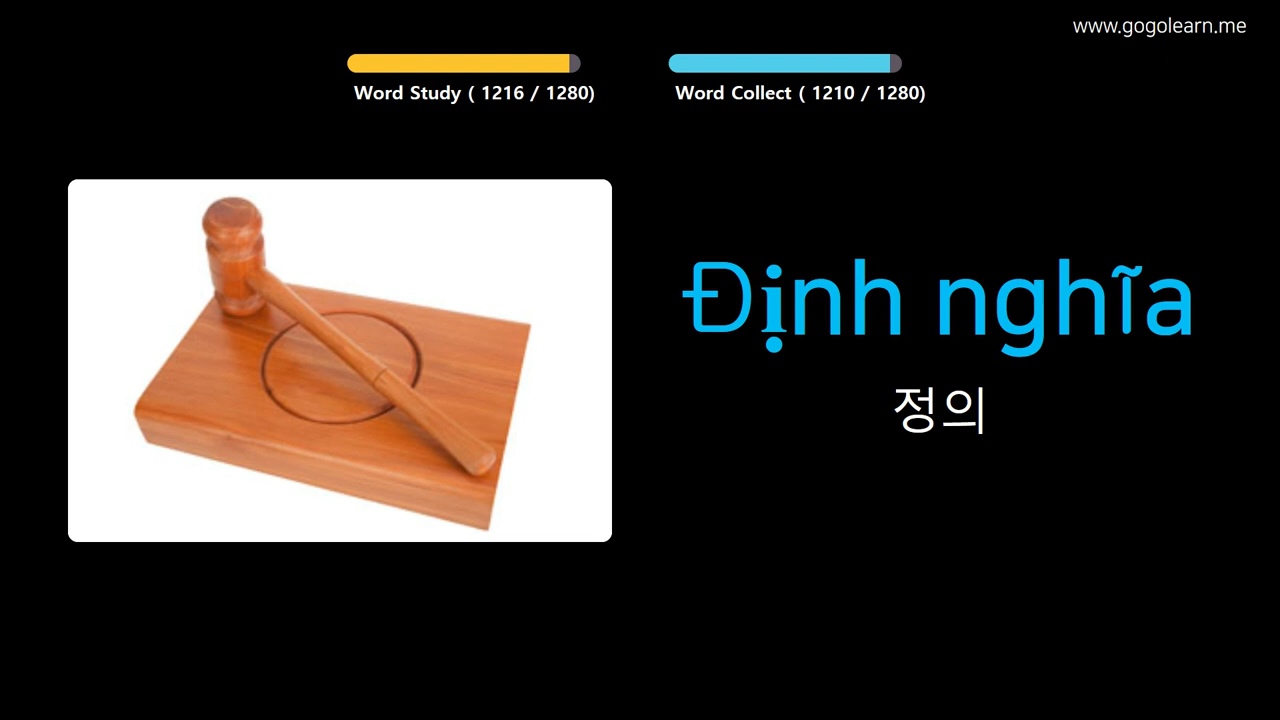 www.gogolearn.me
Word Study ( 1216 / 1280)
Word Collect ( 1210 / 1280)
Định nghĩa
정의